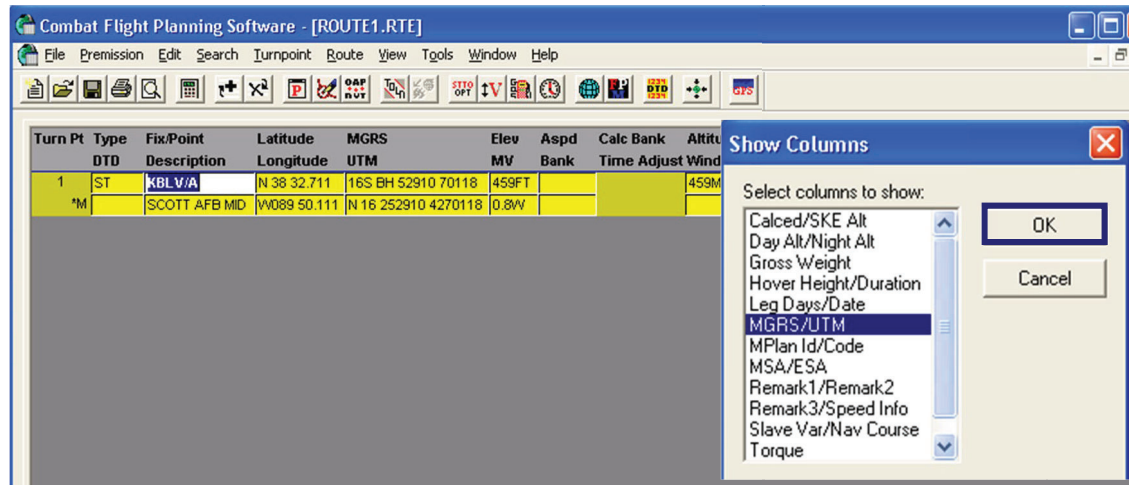 Combat Flight Planning Software - [ROUTE1.RTE]
File Premission Edit Search Turnpoint Route View Tools Window Help
STTO OPT
DTD
GPS
Turn Pt Type Fix/Point Latitude MGRS Elev Aspd Calc Bank Altitu
DTD Description Longitude UTM MV Bank Time Adjust Wind
1 ST KBLV/A N 38 32.711 16S BH 52910 70118 459FT 459M
*M SCOTT AFB MID W089 50.111 N 16 252910 4270118 0.8W
Show Columns
Select columns to show:
Calced/SKE Alt
Day Alt/Night Alt
Gross Weight
Hover Height/Duration
Leg Days/Date
MGRS/UTM
MPlan Id/Code
MSA/ESA
Remark1/Remark2
Remark3/Speed Info
Slave Var/Nav Course
Torque
OK
Cancel